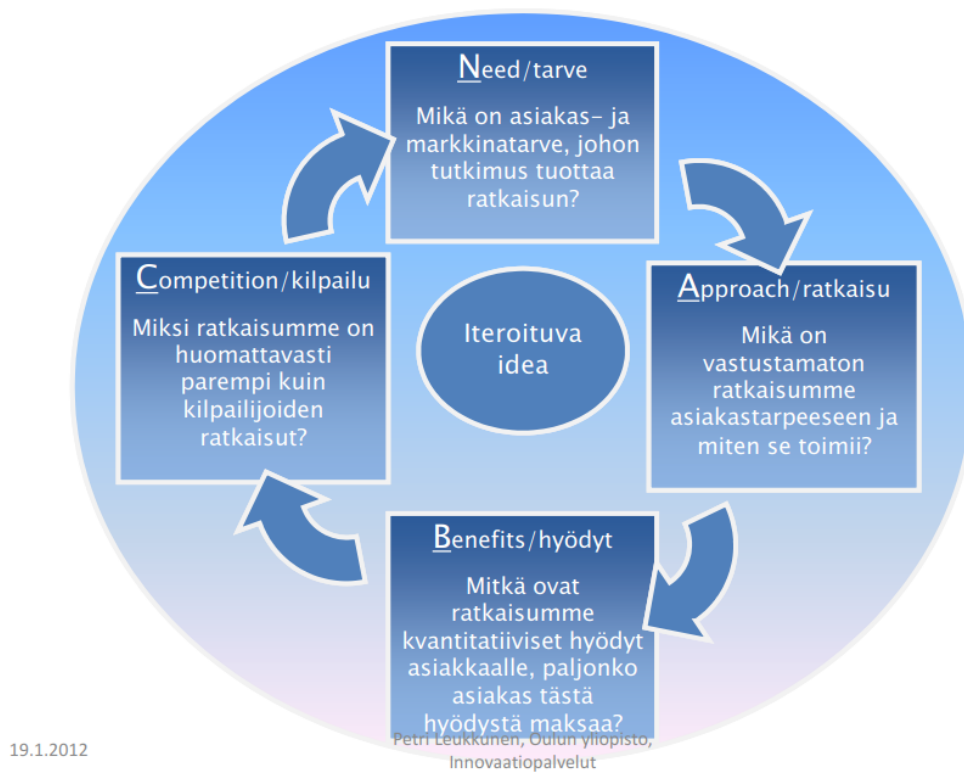 Need/tarve
Mikä on asiakas- ja
markkinatarve, johon
tutkimus tuottaa
ratkaisun?
Approach/ratkaisu
Mikä on
vastustamaton
ratkaisumme
asiakastarpeeseen ja
miten se toimii?
Benefits/hyödyt
Mitkä ovat
ratkaisumme
kvantitatiiviset hyödyt
asiakkaalle, paljonko
asiakas tästä
hyödystä maksaa?
Competition/kilpailu
Miksi ratkaisumme on
huomattavasti
parempi kuin
kilpailijoiden
ratkaisut?
Iteroituva
idea
19.1.2012
Petri Leukkunen, Oulun yliopisto,
Innovaatiopalvelut